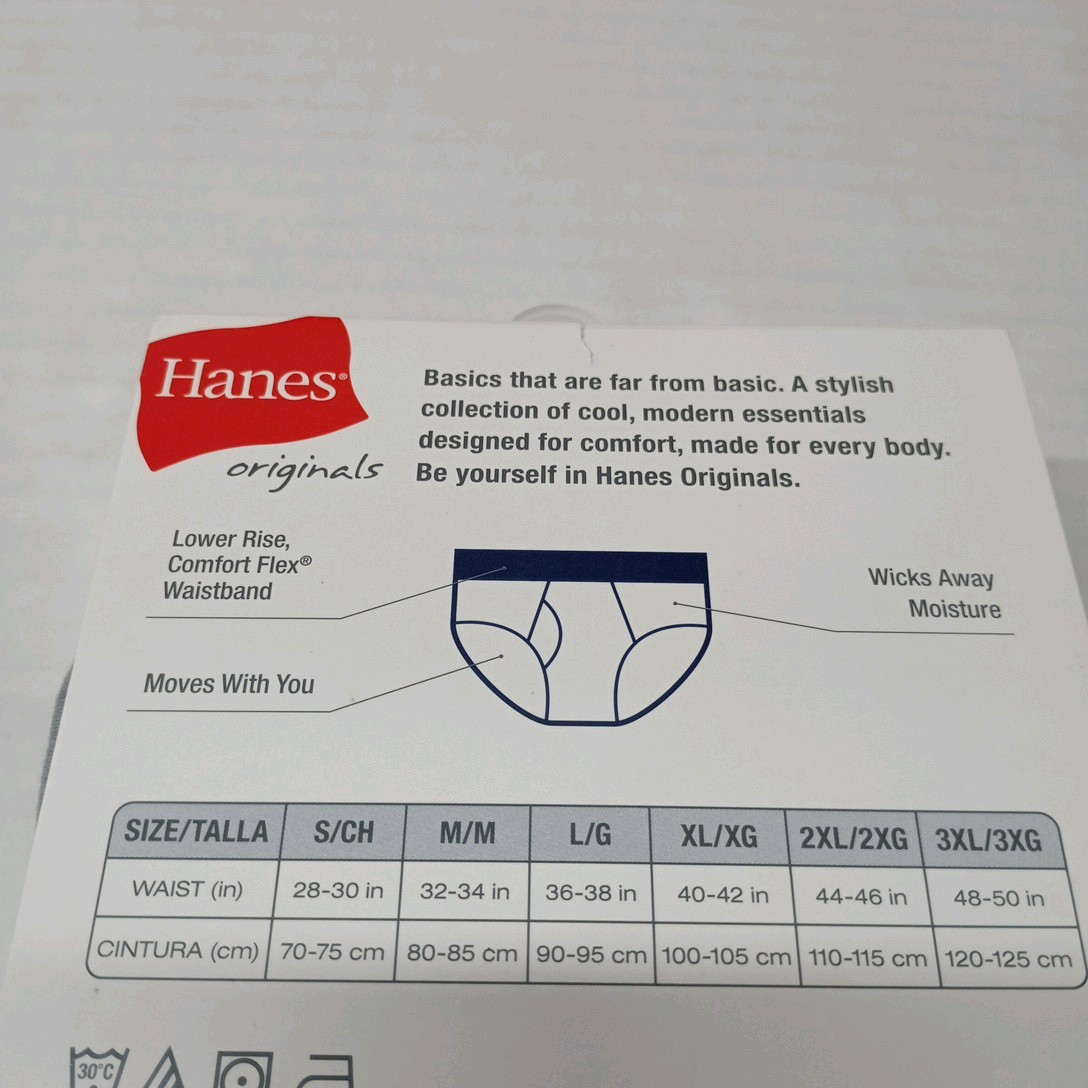 Hanes®
originals
Basics that are far from basic. A stylish
collection of cool, modern essentials
designed for comfort, made for every body.
Be yourself in Hanes Originals.
Lower Rise,
Comfort Flex®
Waistband
Wicks Away
Moisture
Moves With You
SIZE/TALLA S/CH M/M L/G XL/XG 2XL/2XG 3XL/3XG
WAIST (in) 28-30 in 32-34 in 36-38 in 40-42 in 44-46 in 48-50 in
CINTURA (cm) 70-75 cm 80-85 cm 90-95 cm 100-105 cm 110-115 cm 120-125 cm
30°C